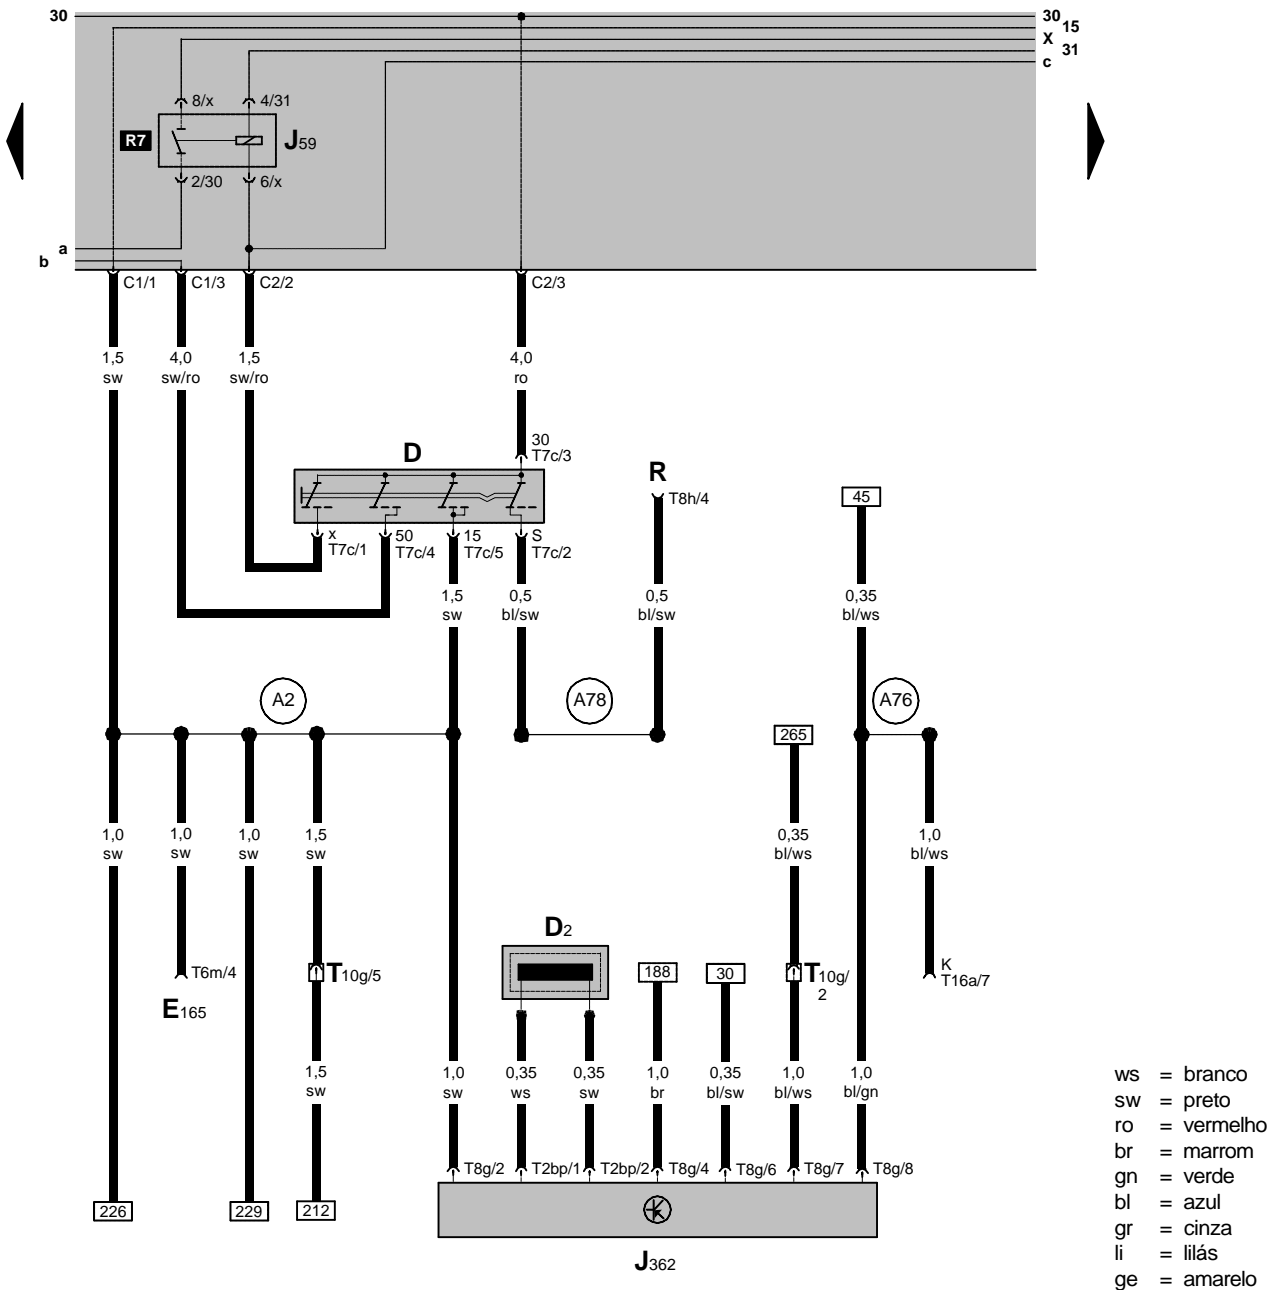 30
30
15
X
31
c
8/x
4/31
R7
J59
2/30
6/x
a
b
C1/1
C1/3
C2/2
C2/3
1,5
sw
4,0
sw/ro
1,5
sw/ro
4,0
ro
D
30
T7c/3
R
T8h/4
45
x
T7c/1
50
T7c/4
15
T7c/5
S
T7c/2
1,5
sw
0,5
bl/sw
0,5
bl/sw
0,35
bl/ws
A2
A78
A76
265
1,0
sw
1,0
sw
1,0
sw
1,5
sw
0,35
bl/ws
1,0
bl/ws
D2
T6m/4
E165
T10g/5
188
30
T10g/
2
K
T16a/7
1,5
sw
1,0
sw
0,35
ws
0,35
sw
1,0
br
0,35
bl/sw
1,0
bl/ws
1,0
bl/gn
T8g/2
T2bp/1
T2bp/2
T8g/4
T8g/6
T8g/7
T8g/8
226
229
212
J362
ws = branco
sw = preto
ro = vermelho
br = marrom
gn = verde
bl = azul
gr = cinza
li = lilás
ge = amarelo